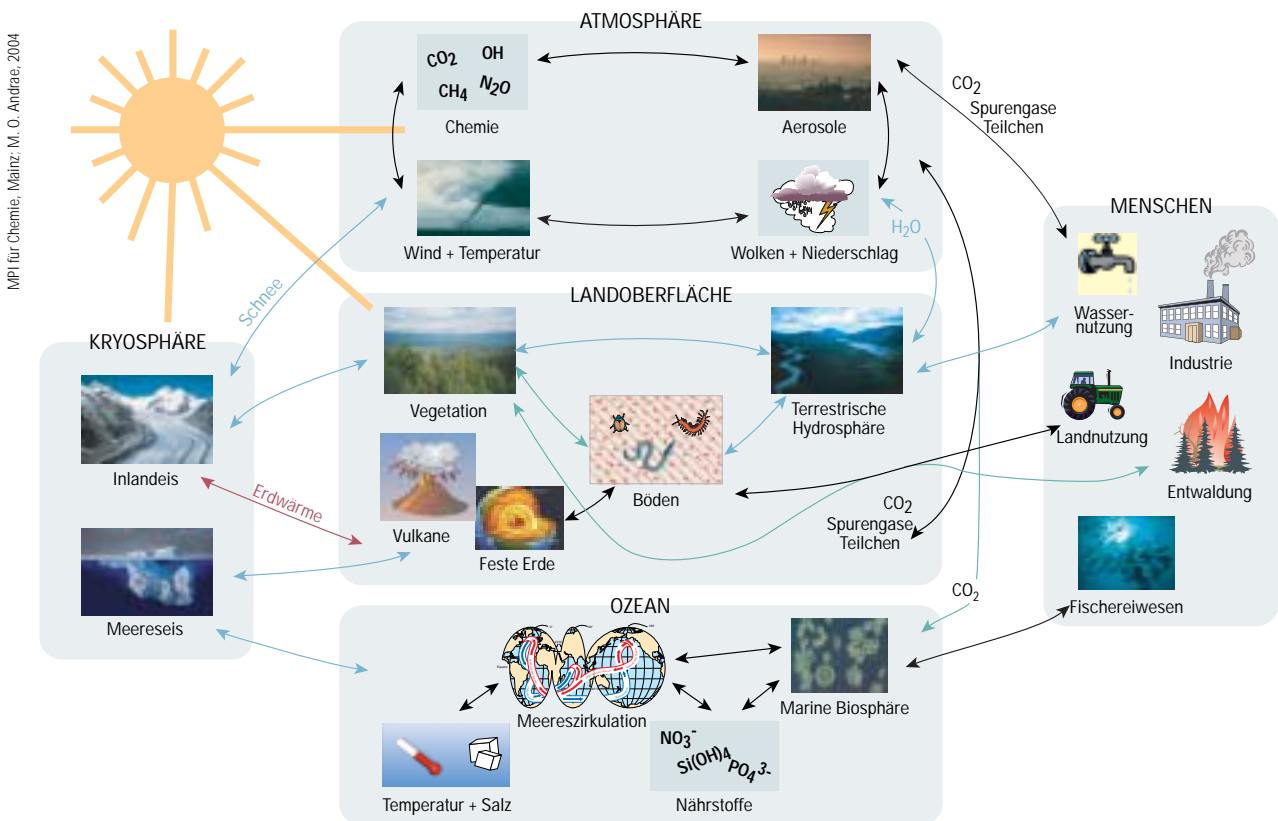 MPI für Chemie, Mainz; M. O. Andrae, 2004
ATMOSPHÄRE
CO2 OH
CH4 N2O
Chemie
Aerosole
Wind + Temperatur
Wolken + Niederschlag
H2O
CO2
Spurengase
Teilchen
Schnee
MENSCHEN
Wasser-
nutzung
Industrie
Landnutzung
Entwaldung
Fischereiwesen
LANDOBERFLÄCHE
Vegetation
Terrestrische
Hydrosphäre
Böden
Vulkane
Feste Erde
CO2
Spurengase
Teilchen
KRYOSPHÄRE
Inlandeis
Erdwärme
Meereseis
CO2
OZEAN
Meereszirkulation
Marine Biosphäre
Temperatur + Salz
NO3-
Si(OH)4
PO43-
Nährstoffe